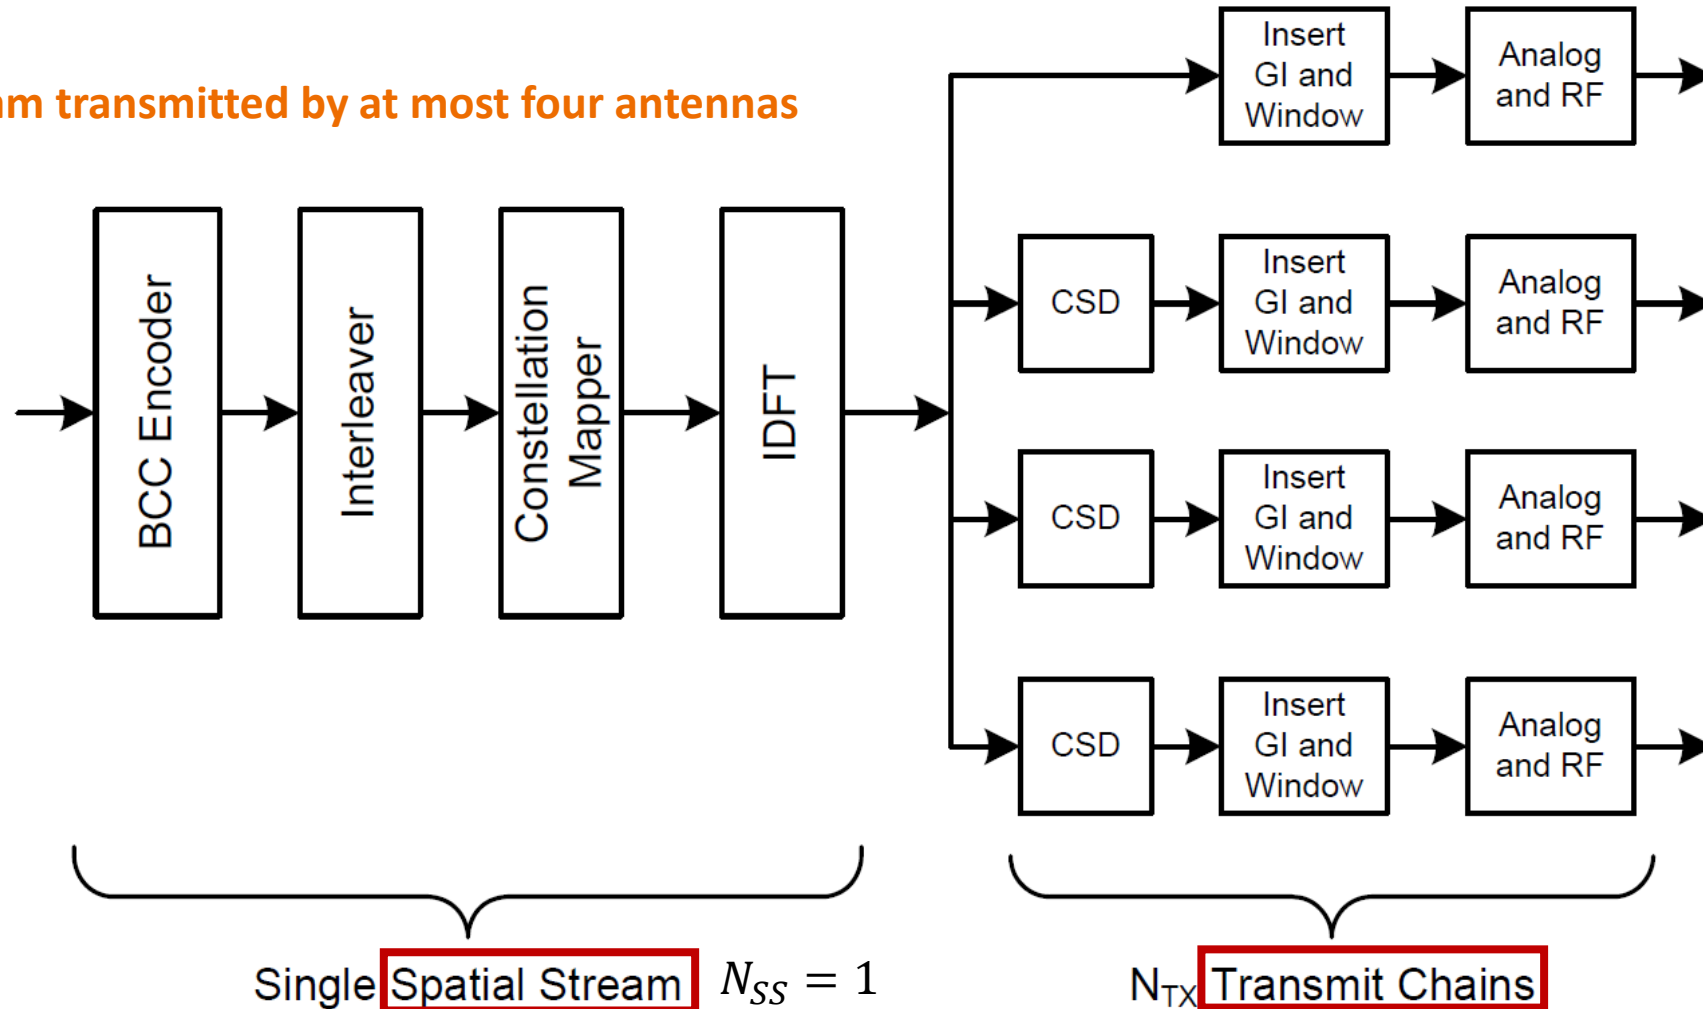 transmitted by at most four antennas
BCC Encoder
Interleaver
Constellation
Mapper
IDFT
Insert
GI and
Window
Analog
and RF
CSD
Insert
GI and
Window
Analog
and RF
CSD
Insert
GI and
Window
Analog
and RF
CSD
Insert
GI and
Window
Analog
and RF
Single Spatial Stream N_SS = 1
N_TX Transmit Chains